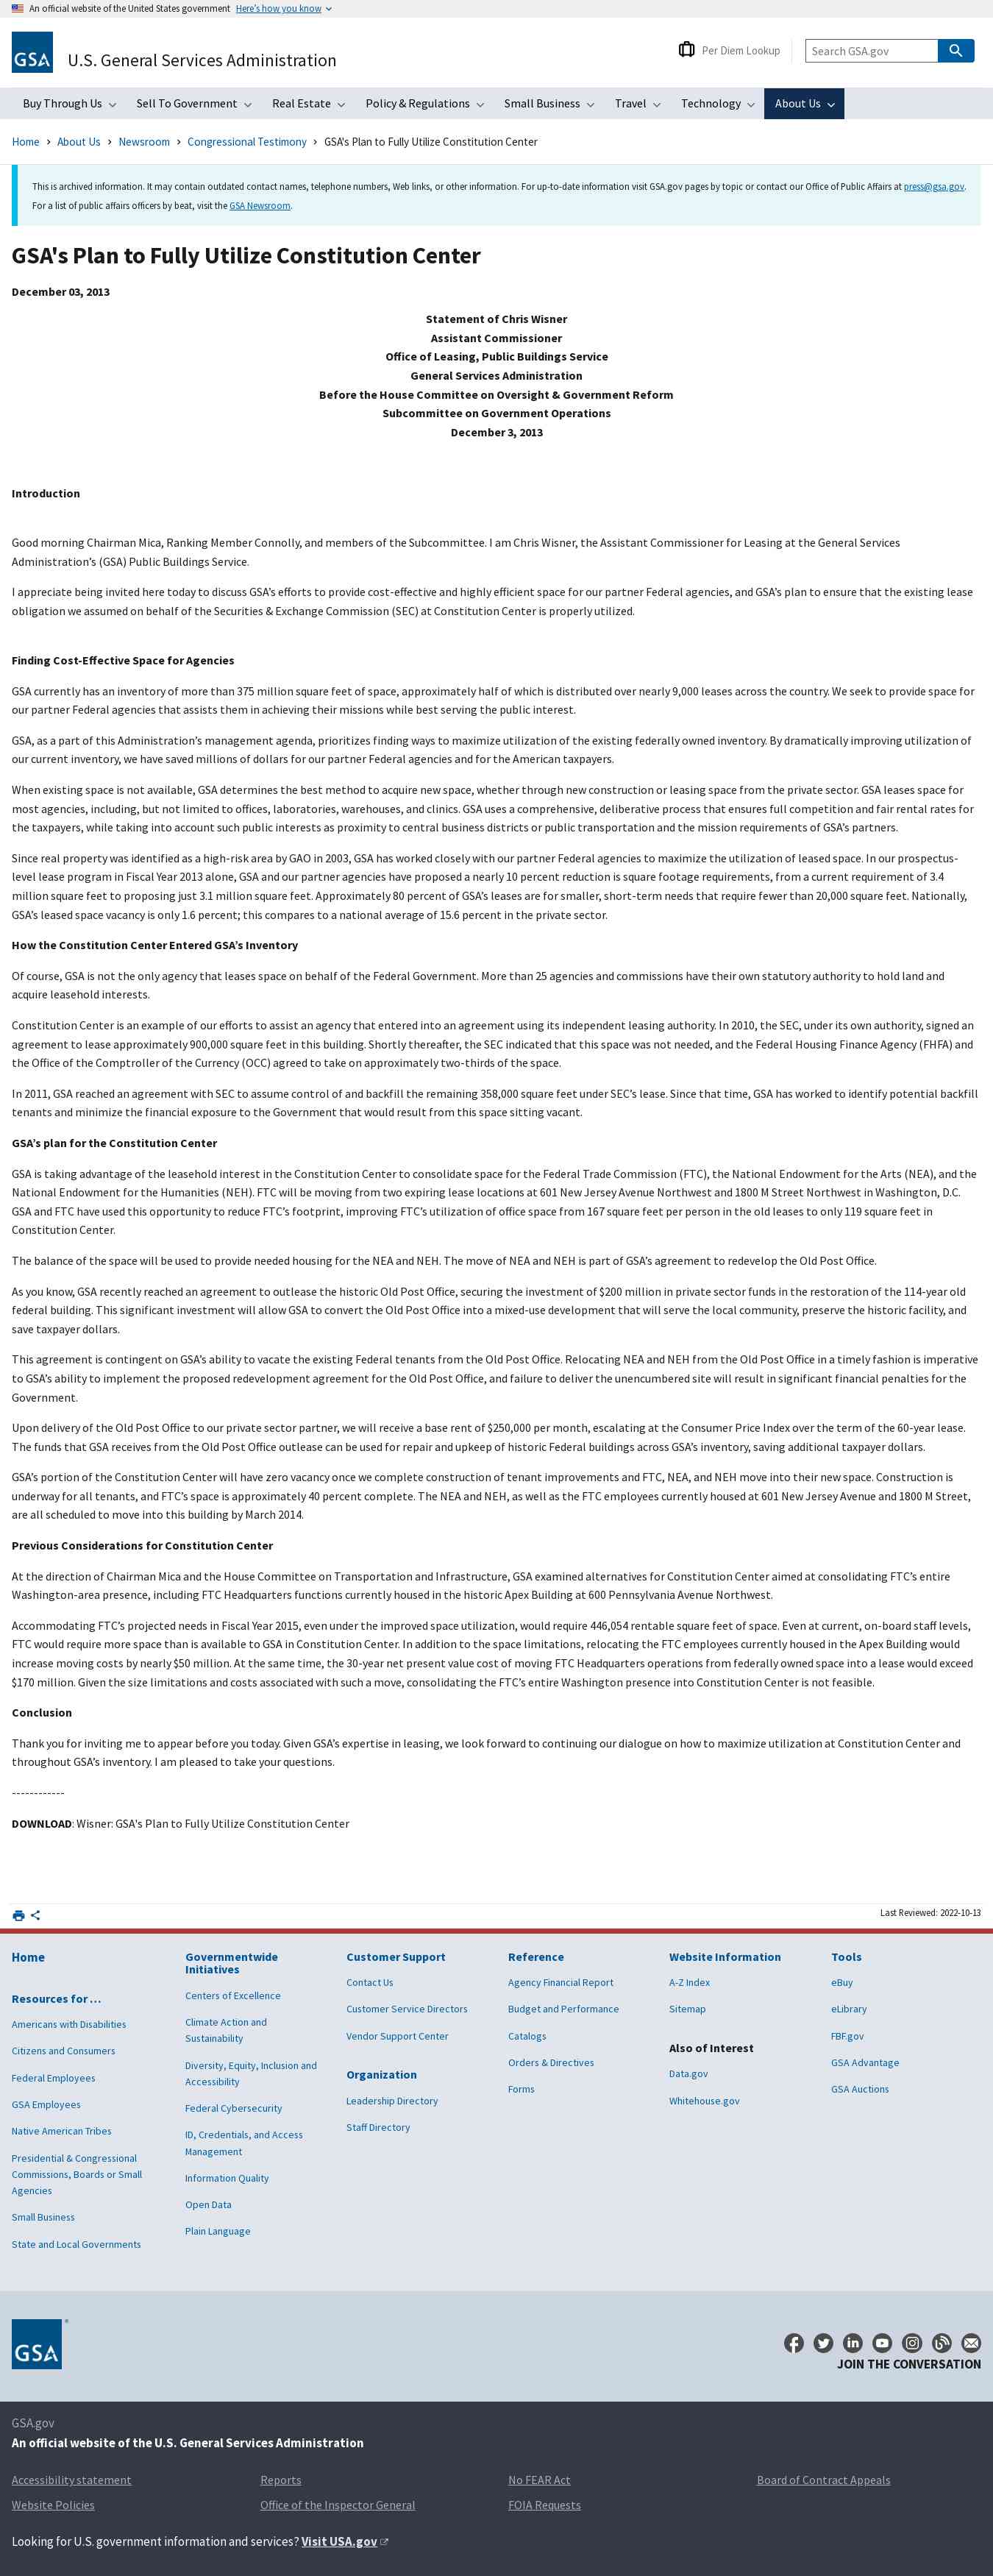 An official website of the United States government Here's how you know
GSA
U.S. General Services Administration
Per Diem Lookup
Search GSA.gov
Buy Through Us Sell To Government Real Estate Policy & Regulations Small Business Travel Technology About Us
Home > About Us > Newsroom > Congressional Testimony > GSA's Plan to Fully Utilize Constitution Center
This is archived information. It may contain outdated contact names, telephone numbers, Web links, or other information. For up-to-date information visit GSA.gov pages by topic or contact our Office of Public Affairs at press@gsa.gov.
For a list of public affairs officers by beat, visit the GSA Newsroom.
GSA's Plan to Fully Utilize Constitution Center
December 03, 2013
Statement of Chris Wisner
Assistant Commissioner
Office of Leasing, Public Buildings Service
General Services Administration
Before the House Committee on Oversight & Government Reform
Subcommittee on Government Operations
December 3, 2013
Introduction
Good morning Chairman Mica, Ranking Member Connolly, and members of the Subcommittee. I am Chris Wisner, the Assistant Commissioner for Leasing at the General Services
Administration's (GSA) Public Buildings Service.
I appreciate being invited here today to discuss GSA's efforts to provide cost-effective and highly efficient space for our partner Federal agencies, and GSA's plan to ensure that the existing lease
obligation we assumed on behalf of the Securities & Exchange Commission (SEC) at Constitution Center is properly utilized.
Finding Cost-Effective Space for Agencies
GSA currently has an inventory of more than 375 million square feet of space, approximately half of which is distributed over nearly 9,000 leases across the country. We seek to provide space for
our partner Federal agencies that assists them in achieving their missions while best serving the public interest.
GSA, as a part of this Administration's management agenda, prioritizes finding ways to maximize utilization of the existing federally owned inventory. By dramatically improving utilization of
our current inventory, we have saved millions of dollars for our partner Federal agencies and for the American taxpayers.
When existing space is not available, GSA determines the best method to acquire new space, whether through new construction or leasing space from the private sector. GSA leases space for
most agencies, including, but not limited to offices, laboratories, warehouses, and clinics. GSA uses a comprehensive, deliberative process that ensures full competition and fair rental rates for
the taxpayers, while taking into account such public interests as proximity to central business districts or public transportation and the mission requirements of GSA's partners.
Since real property was identified as a high-risk area by GAO in 2003, GSA has worked closely with our partner Federal agencies to maximize the utilization of leased space. In our prospectus-
level lease program in Fiscal Year 2013 alone, GSA and our partner agencies have proposed a nearly 10 percent reduction is square footage requirements, from a current requirement of 3.4
million square feet to proposing just 3.1 million square feet. Approximately 80 percent of GSA's leases are for smaller, short-term needs that require fewer than 20,000 square feet. Nationally,
GSA's leased space vacancy is only 1.6 percent; this compares to a national average of 15.6 percent in the private sector.
How the Constitution Center Entered GSA's Inventory
Of course, GSA is not the only agency that leases space on behalf of the Federal Government. More than 25 agencies and commissions have their own statutory authority to hold land and
acquire leasehold interests.
Constitution Center is an example of our efforts to assist an agency that entered into an agreement using its independent leasing authority. In 2010, the SEC, under its own authority, signed an
agreement to lease approximately 900,000 square feet in this building. Shortly thereafter, the SEC indicated that this space was not needed, and the Federal Housing Finance Agency (FHFA) and
the Office of the Comptroller of the Currency (OCC) agreed to take on approximately two-thirds of the space.
In 2011, GSA reached an agreement with SEC to assume control of and backfill the remaining 358,000 square feet under SEC's lease. Since that time, GSA has worked to identify potential backfill
tenants and minimize the financial exposure to the Government that would result from this space sitting vacant.
GSA's plan for the Constitution Center
GSA is taking advantage of the leasehold interest in the Constitution Center to consolidate space for the Federal Trade Commission (FTC), the National Endowment for the Arts (NEA), and the
National Endowment for the Humanities (NEH). FTC will be moving from two expiring lease locations at 601 New Jersey Avenue Northwest and 1800 M Street Northwest in Washington, D.C.
GSA and FTC have used this opportunity to reduce FTC's footprint, improving FTC's utilization of office space from 167 square feet per person in the old leases to only 119 square feet in
Constitution Center.
The balance of the space will be used to provide needed housing for the NEA and NEH. The move of NEA and NEH is part of GSA's agreement to redevelop the Old Post Office.
As you know, GSA recently reached an agreement to outlease the historic Old Post Office, securing the investment of $200 million in private sector funds in the restoration of the 114-year old
federal building. This significant investment will allow GSA to convert the Old Post Office into a mixed-use development that will serve the local community, preserve the historic facility, and
save taxpayer dollars.
This agreement is contingent on GSA's ability to vacate the existing Federal tenants from the Old Post Office. Relocating NEA and NEH from the Old Post Office in a timely fashion is imperative
to GSA's ability to implement the proposed redevelopment agreement for the Old Post Office, and failure to deliver the unencumbered site will result in significant financial penalties for the
Government.
Upon delivery of the Old Post Office to our private sector partner, we will receive a base rent of $250,000 per month, escalating at the Consumer Price Index over the term of the 60-year lease.
The funds that GSA receives from the Old Post Office outlease can be used for repair and upkeep of historic Federal buildings across GSA's inventory, saving additional taxpayer dollars.
GSA's portion of the Constitution Center will have zero vacancy once we complete construction of tenant improvements and FTC, NEA, and NEH move into their new space. Construction is
underway for all tenants, and FTC's space is approximately 40 percent complete. The NEA and NEH, as well as the FTC employees currently housed at 601 New Jersey Avenue and 1800 M Street,
are all scheduled to move into this building by March 2014.
Previous Considerations for Constitution Center
At the direction of Chairman Mica and the House Committee on Transportation and Infrastructure, GSA examined alternatives for Constitution Center aimed at consolidating FTC's entire
Washington-area presence, including FTC Headquarters functions currently housed in the historic Apex Building at 600 Pennsylvania Avenue Northwest.
Accommodating FTC's projected needs in Fiscal Year 2015, even under the improved space utilization, would require 446,054 rentable square feet of space. Even at current, on-board staff levels,
FTC would require more space than is available to GSA in Constitution Center. In addition to the space limitations, relocating the FTC employees currently housed in the Apex Building would
increase moving costs by nearly $50 million. At the same time, the 30-year net present value cost of moving FTC Headquarters operations from federally owned space into a lease would exceed
$170 million. Given the size limitations and costs associated with such a move, consolidating the FTC's entire Washington presence into Constitution Center is not feasible.
Conclusion
Thank you for inviting me to appear before you today. Given GSA's expertise in leasing, we look forward to continuing our dialogue on how to maximize utilization at Constitution Center and
throughout GSA's inventory. I am pleased to take your questions.
------------
DOWNLOAD: Wisner: GSA's Plan to Fully Utilize Constitution Center
Last Reviewed: 2022-10-13
Home
Resources for …
Americans with Disabilities
Citizens and Consumers
Federal Employees
GSA Employees
Native American Tribes
Presidential & Congressional
Commissions, Boards or Small
Agencies
Small Business
State and Local Governments
Governmentwide
Initiatives
Centers of Excellence
Climate Action and
Sustainability
Diversity, Equity, Inclusion and
Accessibility
Federal Cybersecurity
ID, Credentials, and Access
Management
Information Quality
Open Data
Plain Language
Customer Support
Contact Us
Customer Service Directors
Vendor Support Center
Organization
Leadership Directory
Staff Directory
Reference
Agency Financial Report
Budget and Performance
Catalogs
Orders & Directives
Forms
Website Information
A-Z Index
Sitemap
Also of Interest
Data.gov
Whitehouse.gov
Tools
eBuy
eLibrary
FBF.gov
GSA Advantage
GSA Auctions
GSA ®
JOIN THE CONVERSATION
GSA.gov
An official website of the U.S. General Services Administration
Accessibility statement Reports No FEAR Act Board of Contract Appeals
Website Policies Office of the Inspector General FOIA Requests
Looking for U.S. government information and services? Visit USA.gov